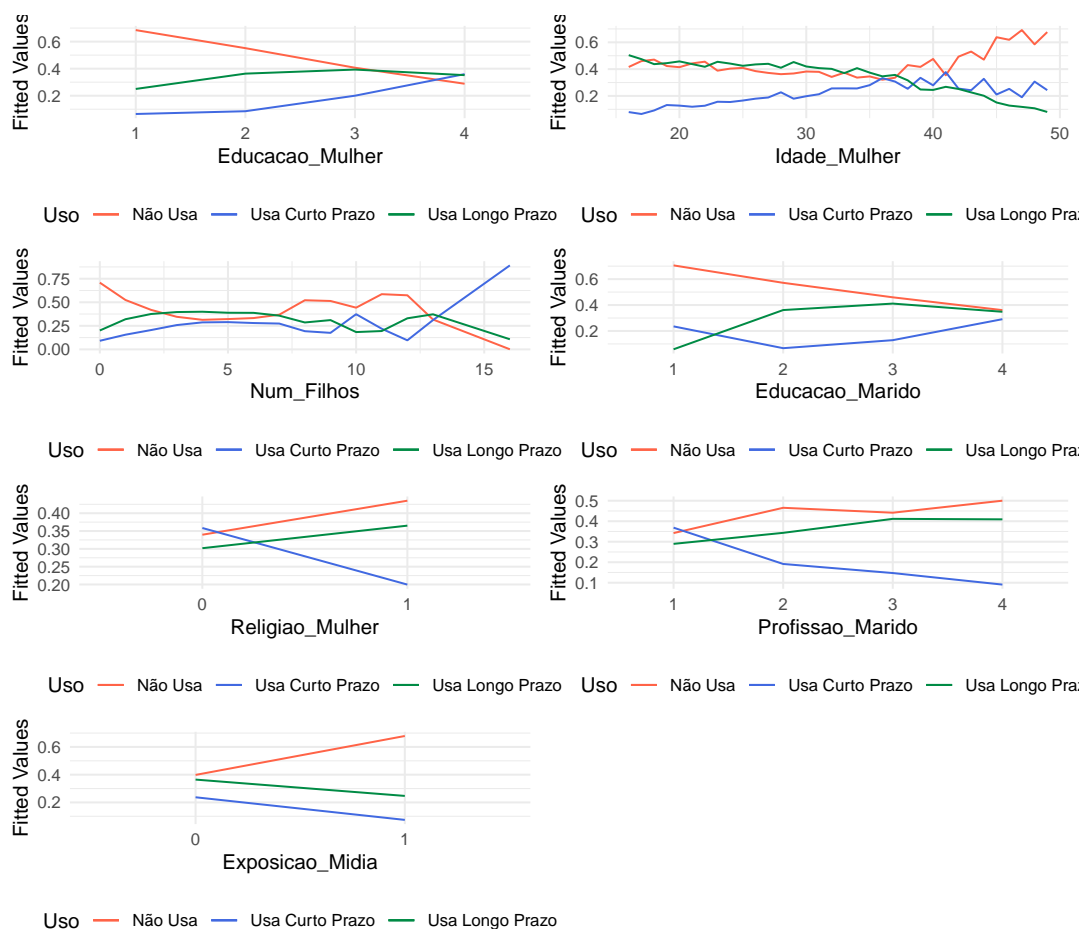 Fitted Values
0.6
0.4
0.2
1 2 3 4
Educacao_Mulher
Uso Não Usa Usa Curto Prazo Usa Longo Prazo
Fitted Values
0.6
0.4
0.2
20 30 40 50
Idade_Mulher
Uso Não Usa Usa Curto Prazo Usa Longo
Fitted Values
0.75
0.50
0.25
0.00
0 5 10 15
Num_Filhos
Uso Não Usa Usa Curto Prazo Usa Longo Prazo
Fitted Values
0.6
0.4
0.2
1 2 3 4
Educacao_Marido
Uso Não Usa Usa Curto Prazo Usa Longo
Fitted Values
0.40
0.35
0.30
0.25
0.20
0 1
Religiao_Mulher
Uso Não Usa Usa Curto Prazo Usa Longo Prazo
Fitted Values
0.5
0.4
0.3
0.2
0.1
1 2 3 4
Profissao_Marido
Uso Não Usa Usa Curto Prazo Usa Longo
Fitted Values
0.6
0.4
0.2
0 1
Exposicao_Midia
Uso Não Usa Usa Curto Prazo Usa Longo Prazo